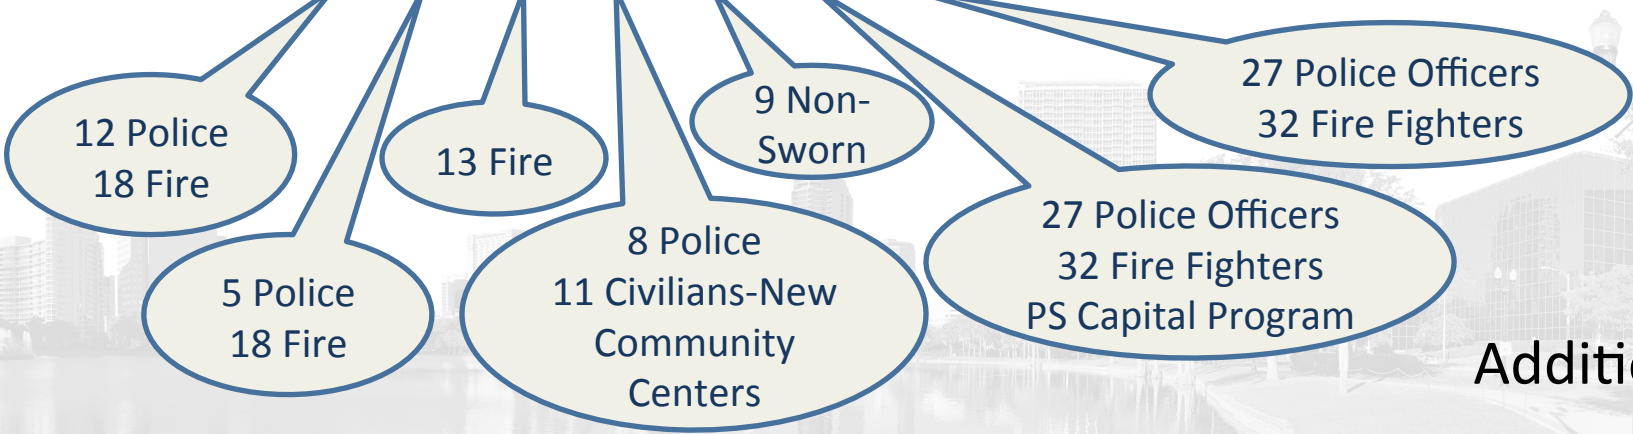 12 Police
18 Fire
5 Police
18 Fire
13 Fire
8 Police
11 Civilians-New
Community
Centers
9 Non-
Sworn
27 Police Officers
32 Fire Fighters
PS Capital Program
27 Police Officers
32 Fire Fighters